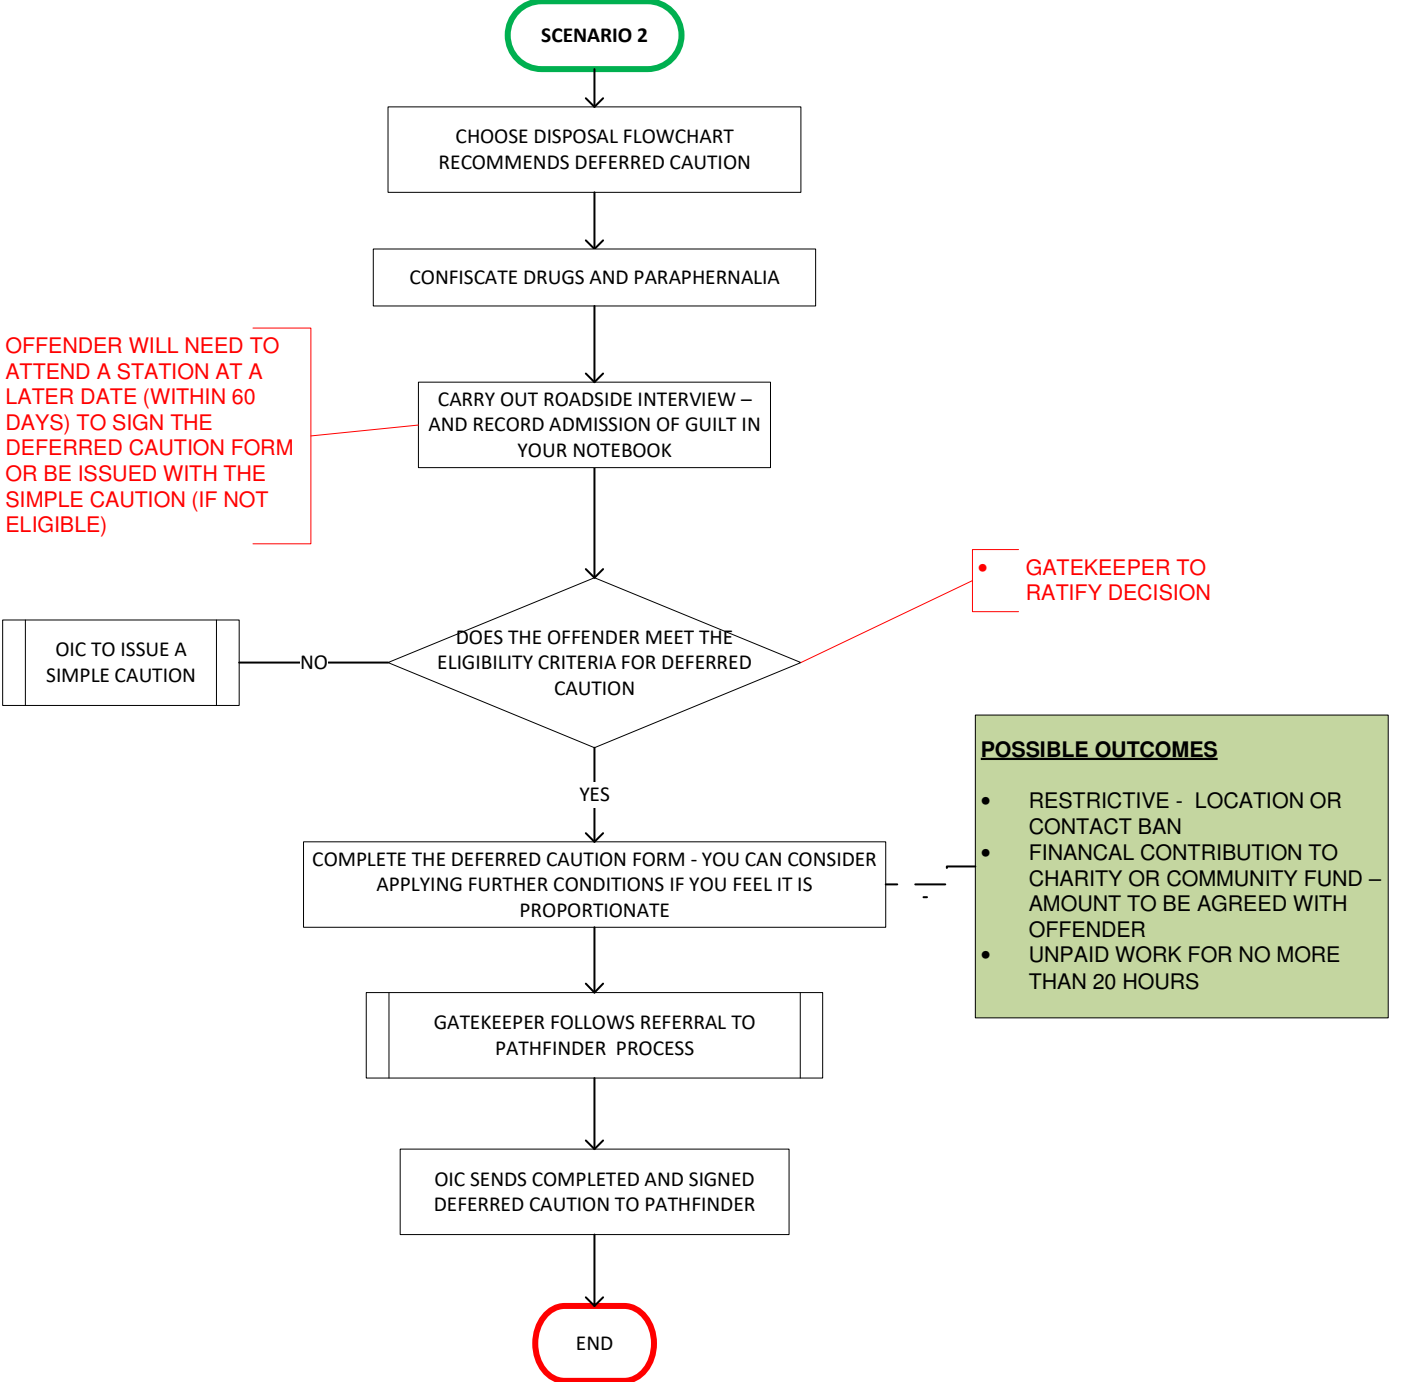 SCENARIO 2
CHOOSE DISPOSAL FLOWCHART
RECOMMENDS DEFERRED CAUTION
CONFISCATE DRUGS AND PARAPHERNALIA
OFFENDER WILL NEED TO
ATTEND A STATION AT A
LATER DATE (WITHIN 60
DAYS) TO SIGN THE
DEFERRED CAUTION FORM
OR BE ISSUED WITH THE
SIMPLE CAUTION (IF NOT
ELIGIBLE)
CARRY OUT ROADSIDE INTERVIEW –
AND RECORD ADMISSION OF GUILT IN
YOUR NOTEBOOK
• GATEKEEPER TO
RATIFY DECISION
DOES THE OFFENDER MEET THE
ELIGIBILITY CRITERIA FOR DEFERRED
CAUTION
NO
OIC TO ISSUE A
SIMPLE CAUTION
YES
POSSIBLE OUTCOMES
• RESTRICTIVE - LOCATION OR
CONTACT BAN
• FINANCAL CONTRIBUTION TO
CHARITY OR COMMUNITY FUND –
AMOUNT TO BE AGREED WITH
OFFENDER
• UNPAID WORK FOR NO MORE
THAN 20 HOURS
COMPLETE THE DEFERRED CAUTION FORM - YOU CAN CONSIDER
APPLYING FURTHER CONDITIONS IF YOU FEEL IT IS
PROPORTIONATE
GATEKEEPER FOLLOWS REFERRAL TO
PATHFINDER PROCESS
OIC SENDS COMPLETED AND SIGNED
DEFERRED CAUTION TO PATHFINDER
END